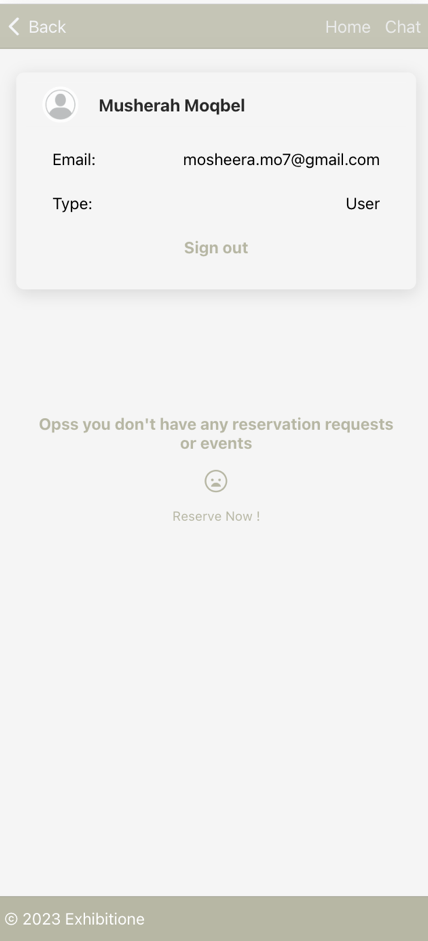 Back Home Chat
Musherah Moqbel
Email: mosheera.mo7@gmail.com
Type: User
Sign out
Opss you don't have any reservation requests
or events
Reserve Now !
© 2023 Exhibitione